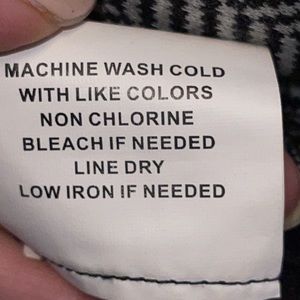 MACHINE WASH COLD
WITH LIKE COLORS
NON CHLORINE
BLEACH IF NEEDED
LINE DRY
LOW IRON IF NEEDED